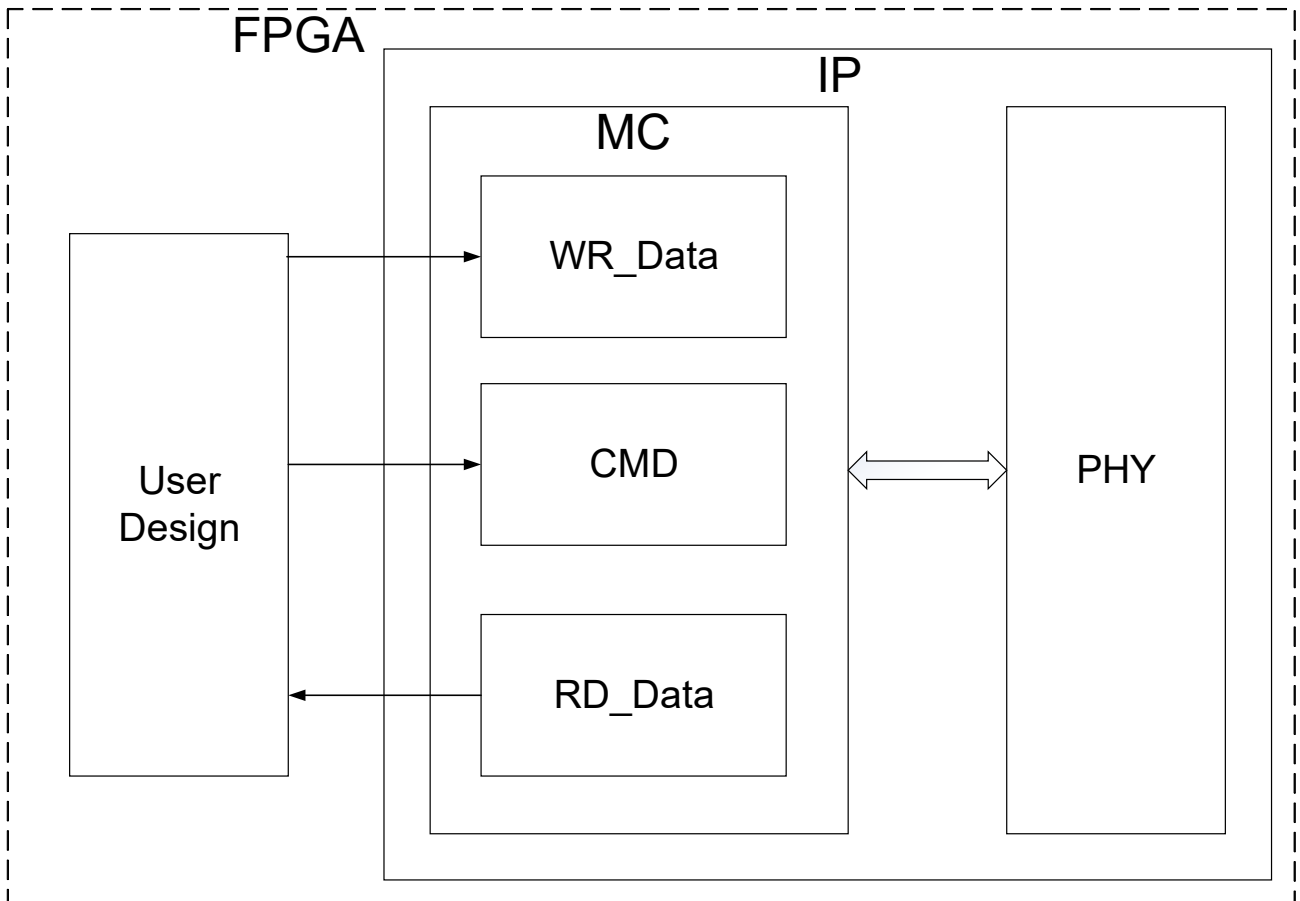 FPGA
IP
MC
WR_Data
User
Design
CMD
PHY
RD_Data